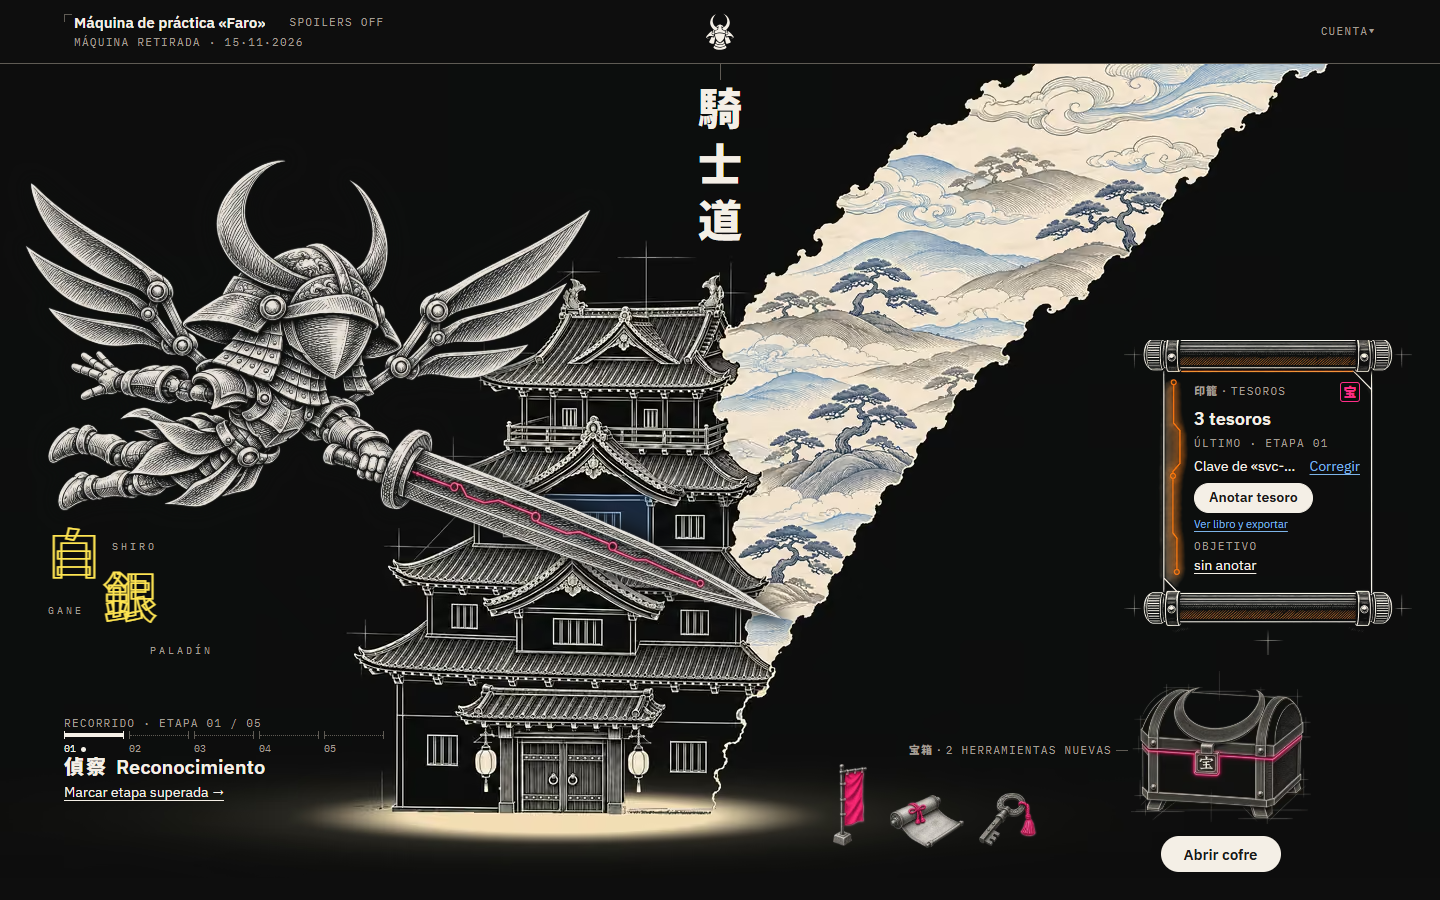 Máquina de práctica «Faro» SPOILERS OFF
MÁQUINA RETIRADA · 15·11·2026
CUENTA▾
騎
士
道
印籠 · TESOROS
宝
3 tesoros
ÚLTIMO · ETAPA 01
Clave de «svc-... Corregir
Anotar tesoro
Ver libro y exportar
OBJETIVO
sin anotar
白 SHIRO
GANE 銀
PALADÍN
RECORRIDO · ETAPA 01 / 05
01 02 03 04 05
偵察 Reconocimiento
Marcar etapa superada →
宝箱 · 2 HERRAMIENTAS NUEVAS
宝
Abrir cofre